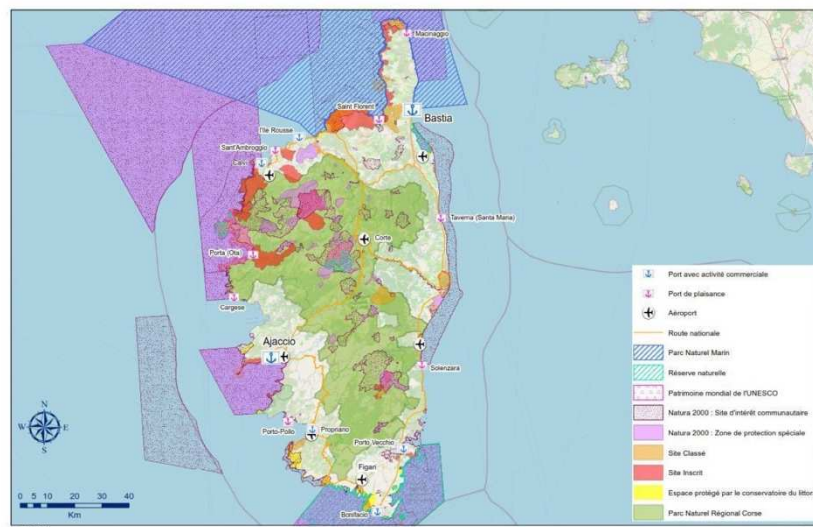 Macinaggio
Saint Florent
Bastia
l'Ile Rousse
Sant'Ambroggio
Calvi
Taverna (Santa Maria)
Corte
Porta (Ota)
Cargese
Ajaccio
Solenzara
Porto-Pollo
Propriano
Porto Vecchio
Figari
Bonifacio
N
W
E
S
0 5 10 20 30 40
Km
Port avec activité commerciale
Port de plaisance
Aéroport
Route nationale
Parc Naturel Marin
Réserve naturelle
Patrimoine mondial de l'UNESCO
Natura 2000 : Site d'intérêt communautaire
Natura 2000 : Zone de protection spéciale
Site Classé
Site Inscrit
Espace protégé par le conservatoire du littor
Parc Naturel Régional Corse